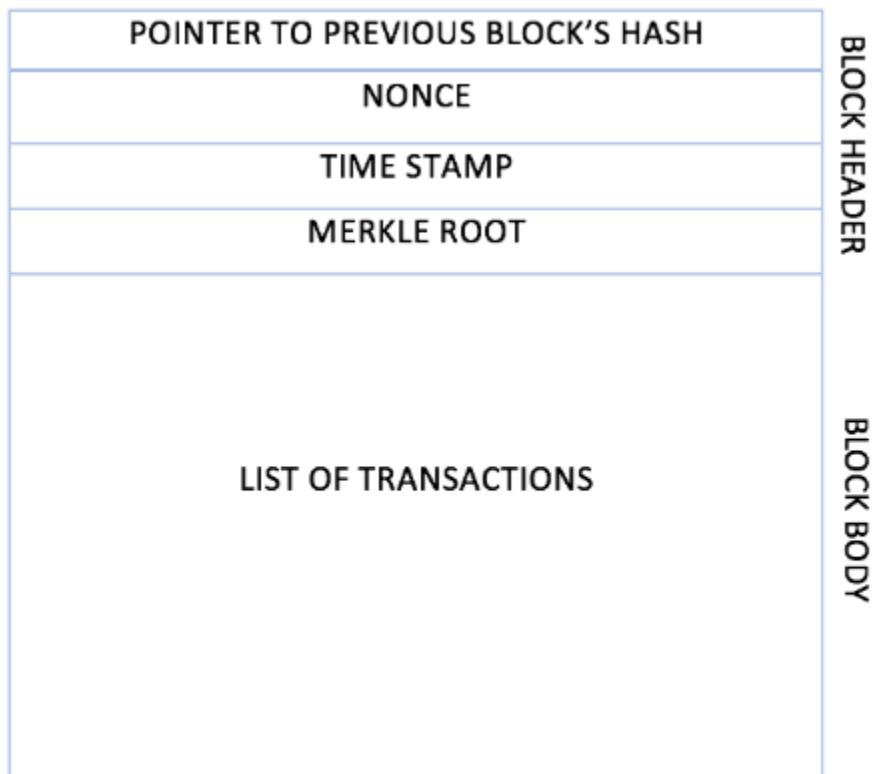 POINTER TO PREVIOUS BLOCK'S HASH
NONCE
TIME STAMP
MERKLE ROOT
BLOCK HEADER
LIST OF TRANSACTIONS
BLOCK BODY